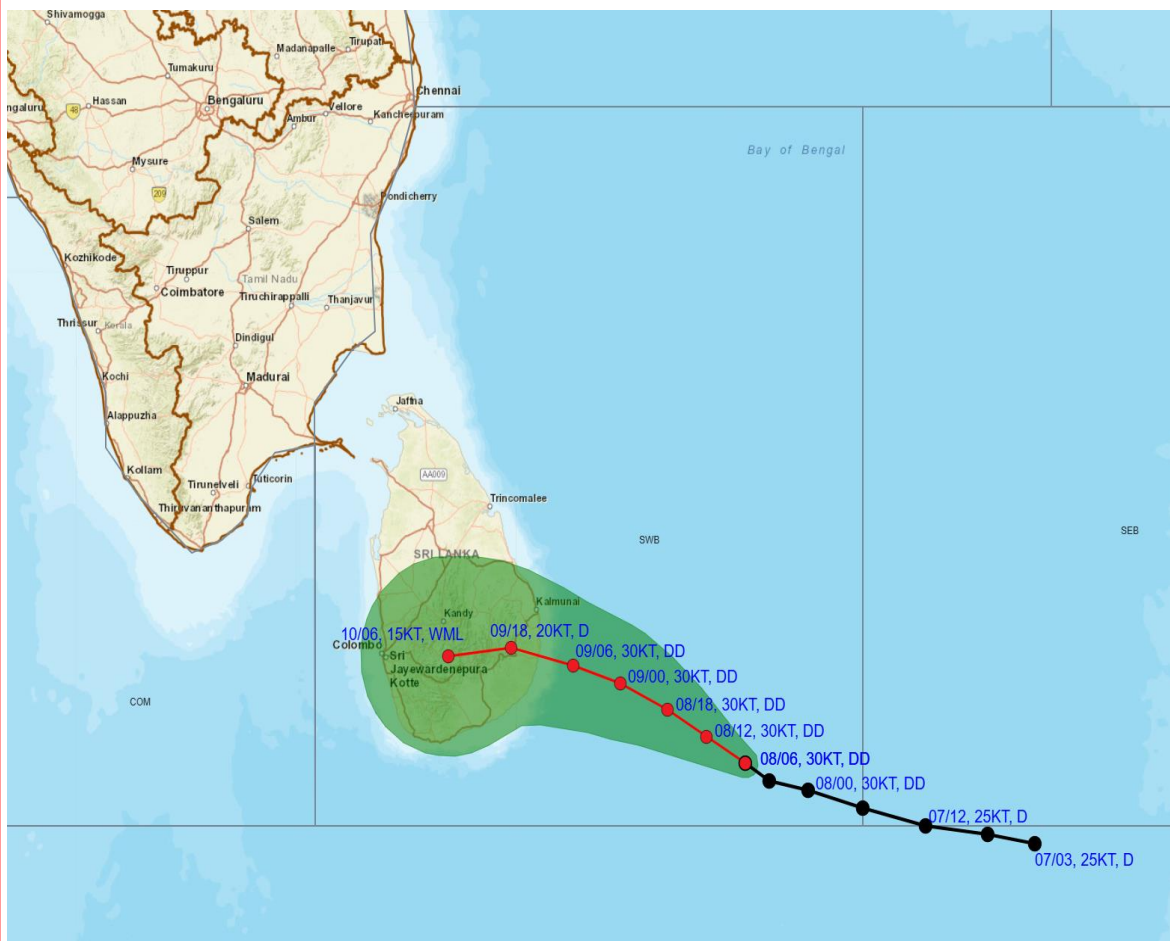 Shivamogga
Madanapalle
Tirupati
Tumakuru
Chennai
Hassan
48
Bengaluru
Vellore
ngaluru
Ambur
Kancheepuram
Bay of Bengal
Mysure
209
Pondicherry
Salem
Kozhikode
Tiruppur
Tamil Nadu
Coimbatore
Tiruchirappalli
Thanjavur
Thrissur
Kerala
Dindigul
Kochi
Madurai
Jaffna
Alappuzha
Kollam
AA009
Tirunelveli
Tuticorin
Trincomalee
Thiruvananthapuram
SEB
SWB
SRI LANKA
Kalmunai
Kandy
10/06, 15KT, WML
09/18, 20KT, D
Colombo
Sri
Jayewardenepura
Kotte
09/06, 30KT, DD
09/00, 30KT, DD
COM
08/18, 30KT, DD
08/12, 30KT, DD
08/06, 30KT, DD
08/00, 30KT, DD
07/12, 25KT, D
07/03, 25KT, D